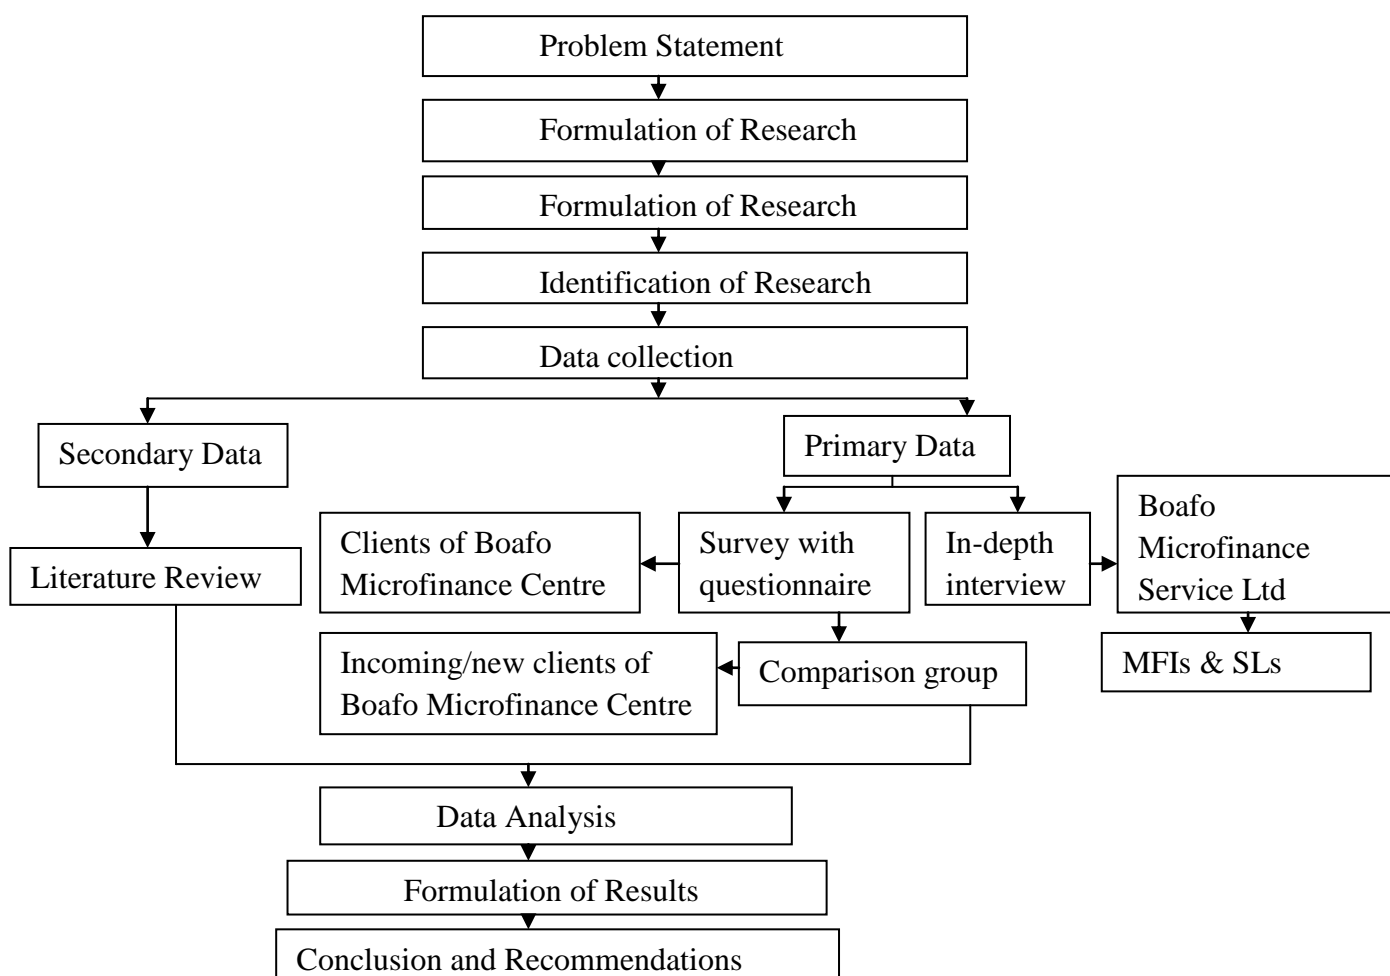 Problem Statement
Formulation of Research
Formulation of Research
Identification of Research
Data collection
Secondary Data
Primary Data
Literature Review
Clients of Boafo
Microfinance Centre
Survey with
questionnaire
In-depth
interview
Boafo
Microfinance
Service Ltd
Incoming/new clients of
Boafo Microfinance Centre
Comparison group
MFIs & SLs
Data Analysis
Formulation of Results
Conclusion and Recommendations